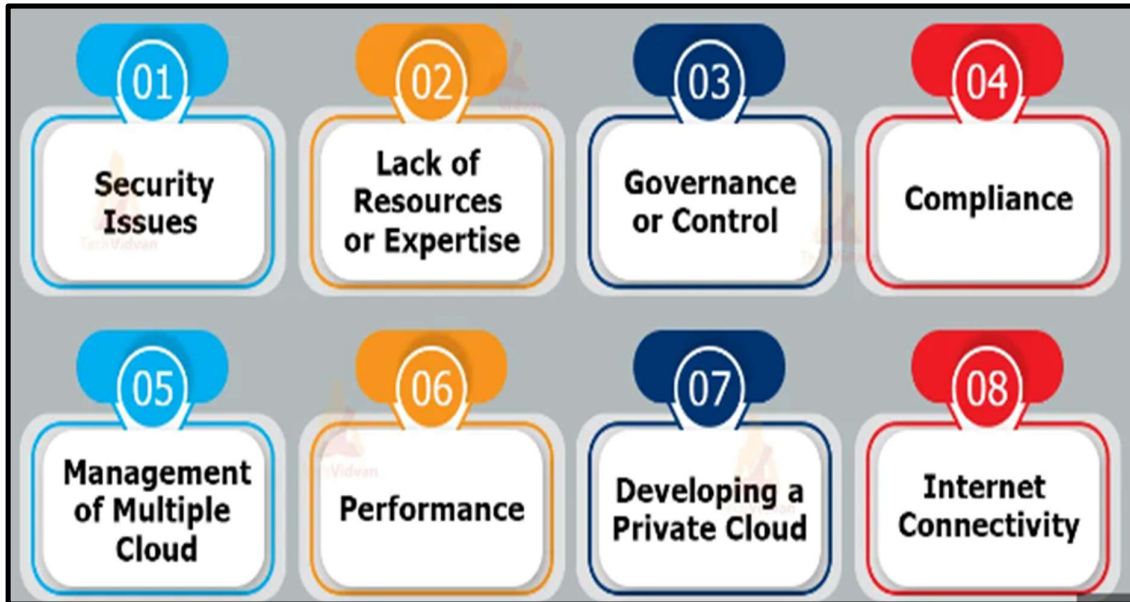 01
Security
Issues
02
Lack of
Resources
or Expertise
03
Governance
or Control
04
Compliance
05
Management
of Multiple
Cloud
06
Performance
07
Developing a
Private Cloud
08
Internet
Connectivity
TechVidvan